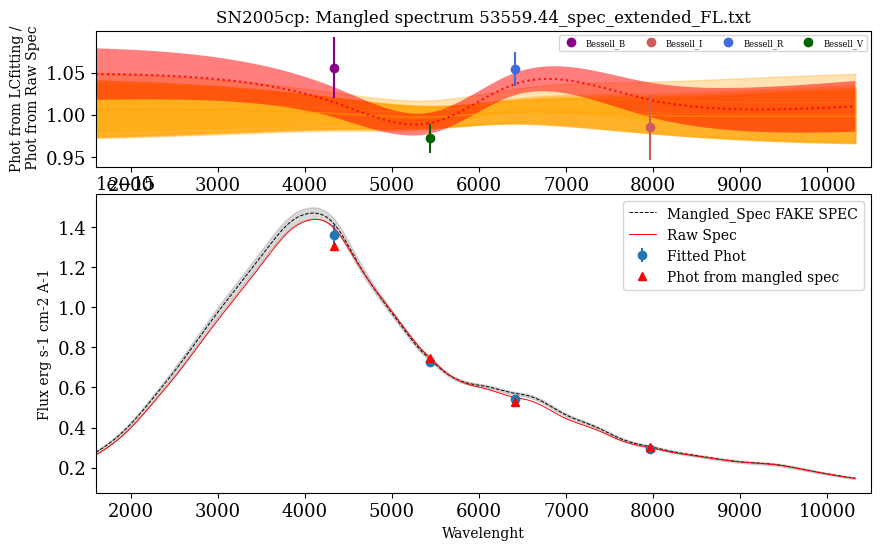 SN2005cp: Mangled spectrum 53559.44_spec_extended_FL.txt
Phot from LCfitting /
Phot from Raw Spec
Bessell_B Bessell_I Bessell_R Bessell_V
1.05
1.00
0.95
2000 3000 4000 5000 6000 7000 8000 9000 10000
1e−15
Flux erg s-1 cm-2 A-1
1.4
1.2
1.0
0.8
0.6
0.4
0.2
Mangled_Spec FAKE SPEC
Raw Spec
Fitted Phot
Phot from mangled spec
2000 3000 4000 5000 6000 7000 8000 9000 10000
Wavelenght